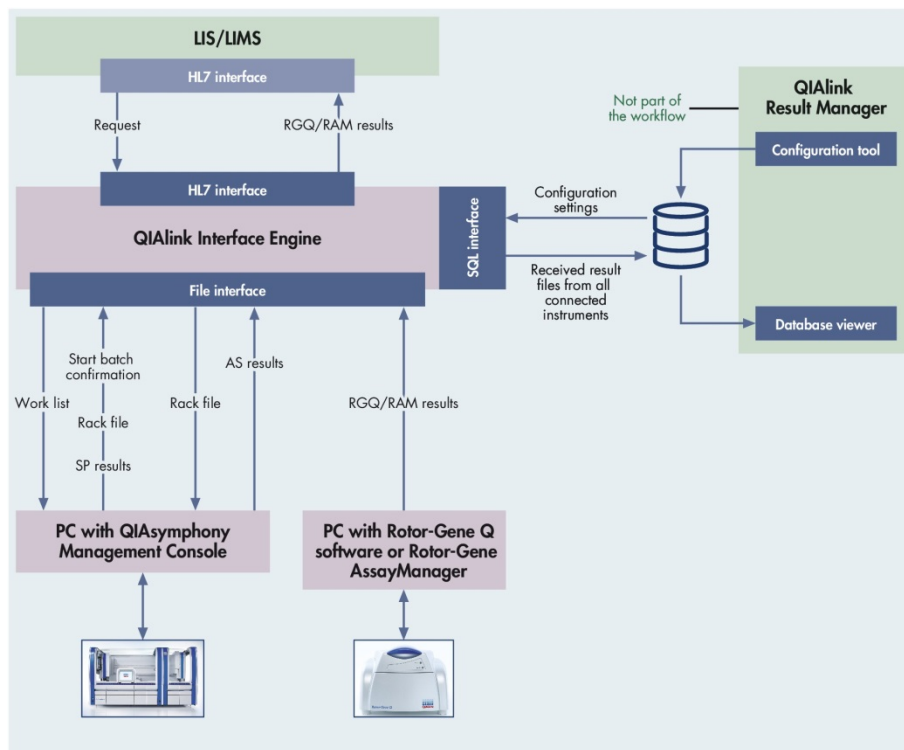 LIS/LIMS
HL7 interface
Request
RGQ/RAM results
HL7 interface
QIAlink Interface Engine
SQL interface
File interface
Configuration
settings
Received result
files from all
connected
instruments
Not part of
the workflow
QIAlink
Result Manager
Configuration tool
Database viewer
Work list
Start batch
confirmation
Rack file
SP results
Rack file
AS results
RGQ/RAM results
PC with QIAsymphony
Management Console
PC with Rotor-Gene Q
software or Rotor-Gene
AssayManager